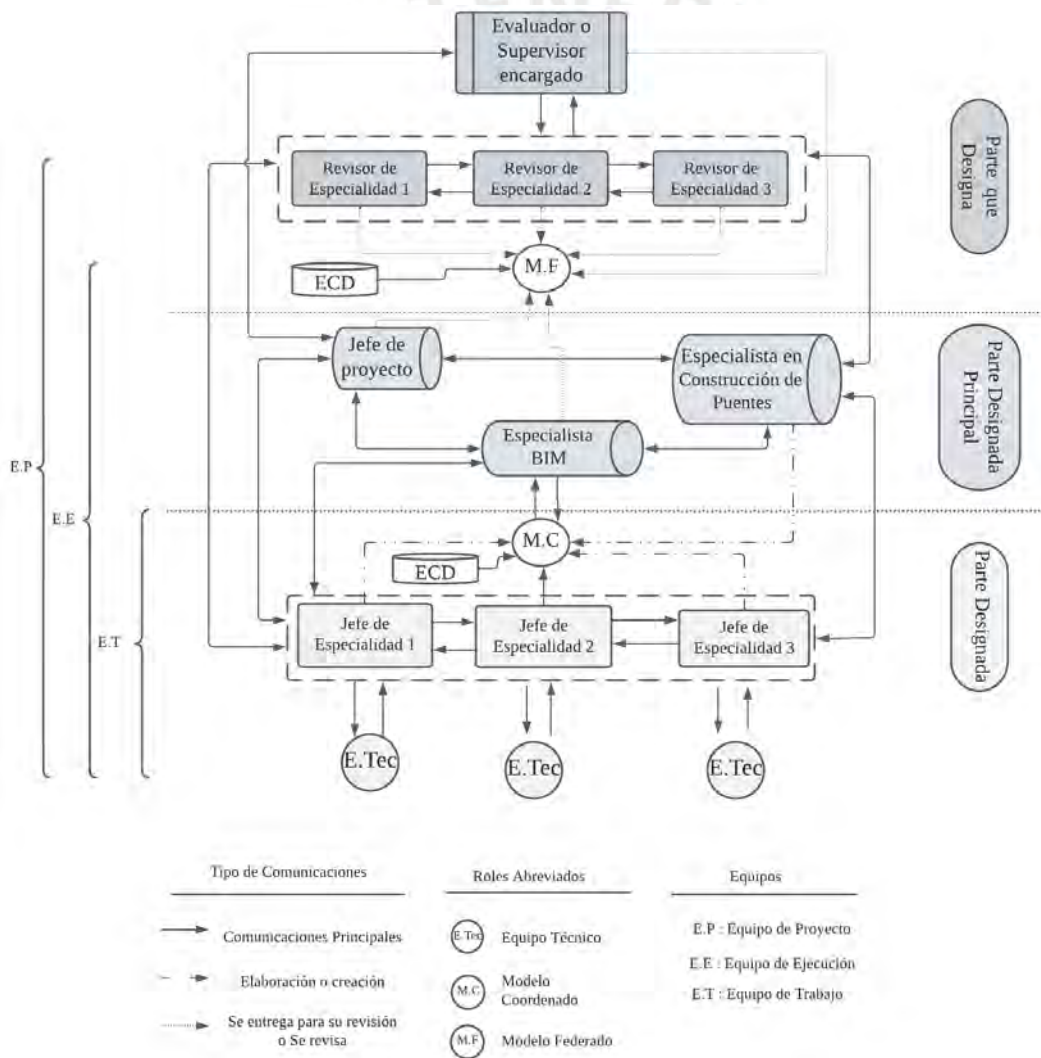 Evaluador o
Supervisor
encargado
Parte que
Designa
Revisor de
Especialidad 1
Revisor de
Especialidad 2
Revisor de
Especialidad 3
M.F
ECD
Jefe de
proyecto
Especialista en
Construcción de
Puentes
Parte Designada
Principal
Especialista
BIM
E.P
E.E
E.T
M.C
ECD
Parte Designada
Jefe de
Especialidad 1
Jefe de
Especialidad 2
Jefe de
Especialidad 3
E.Tec
E.Tec
E.Tec
Tipo de Comunicaciones
Comunicaciones Principales
Elaboración o creación
Se entrega para su revisión
o Se revisa
Roles Abreviados
E.Tec
Equipo Técnico
M.C
Modelo
Coordenado
M.F
Modelo Federado
Equipos
E.P : Equipo de Proyecto
E.E : Equipo de Ejecución
E.T : Equipo de Trabajo